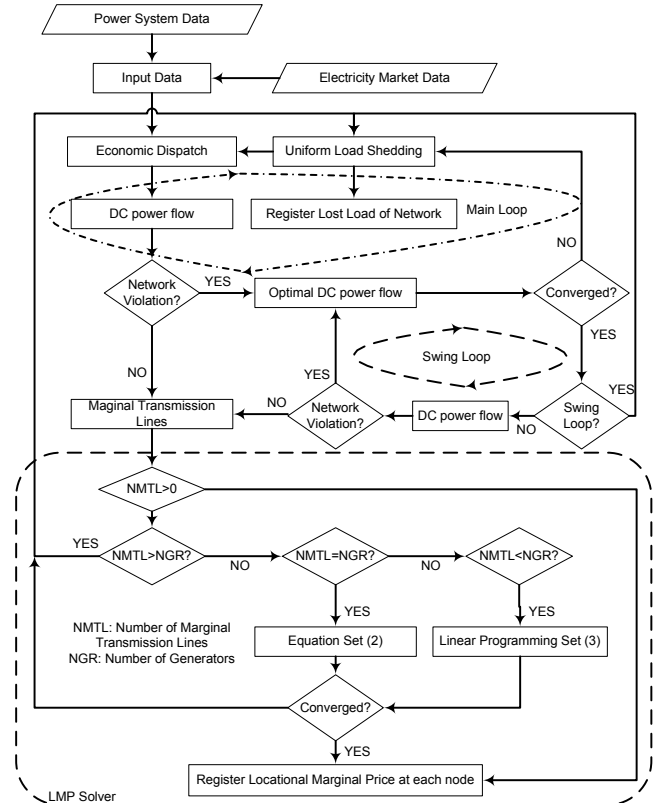 Power System Data
Input Data
Electricity Market Data
Economic Dispatch
Uniform Load Shedding
DC power flow
Register Lost Load of Network
Main Loop
NO
Network
Violation?
YES
Optimal DC power flow
Converged?
YES
Swing Loop
YES
YES
NO
NO
Maginal Transmission
Lines
Network
Violation?
DC power flow
NO
Swing
Loop?
NMTL>0
YES
NMTL>NGR?
NO
NMTL=NGR?
NO
NMTL<NGR?
YES
YES
NMTL: Number of Marginal
Transmission Lines
NGR: Number of Generators
Equation Set (2)
Linear Programming Set (3)
Converged?
YES
Register Locational Marginal Price at each node
LMP Solver